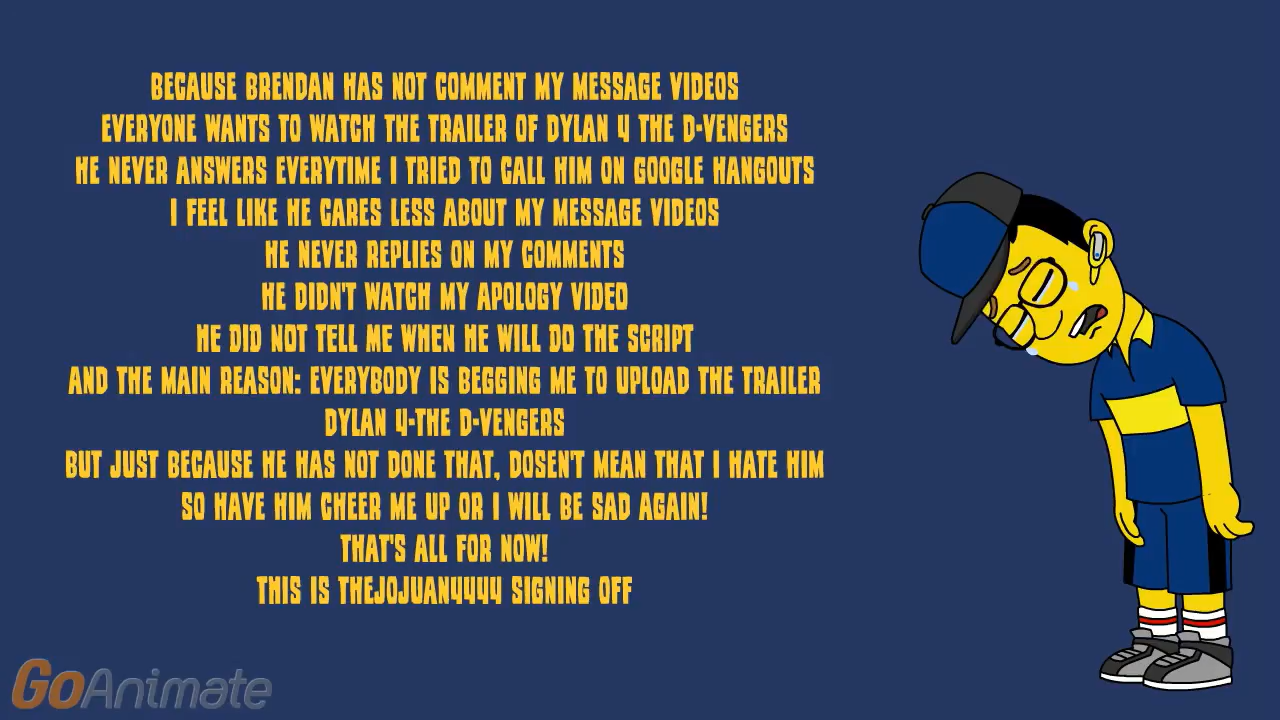 BECAUSE BRENDAN HAS NOT COMMENT MY MESSAGE VIDEOS
EVERYONE WANTS TO WATCH THE TRAILER OF DYLAN 4 THE D-VENGERS
HE NEVER ANSWERS EVERYTIME I TRIED TO CALL HIM ON GOOGLE HANGOUTS
I FEEL LIKE HE CARES LESS ABOUT MY MESSAGE VIDEOS
HE NEVER REPLIES ON MY COMMENTS
HE DIDN'T WATCH MY APOLOGY VIDEO
HE DID NOT TELL ME WHEN HE WILL DO THE SCRIPT
AND THE MAIN REASON: EVERYBODY IS BEGGING ME TO UPLOAD THE TRAILER
DYLAN 4-THE D-VENGERS
BUT JUST BECAUSE HE HAS NOT DONE THAT, DOSEN'T MEAN THAT I HATE HIM
SO HAVE HIM CHEER ME UP OR I WILL BE SAD AGAIN!
THAT'S ALL FOR NOW!
THIS IS THEJOJUAN4444 SIGNING OFF
GoAnimate